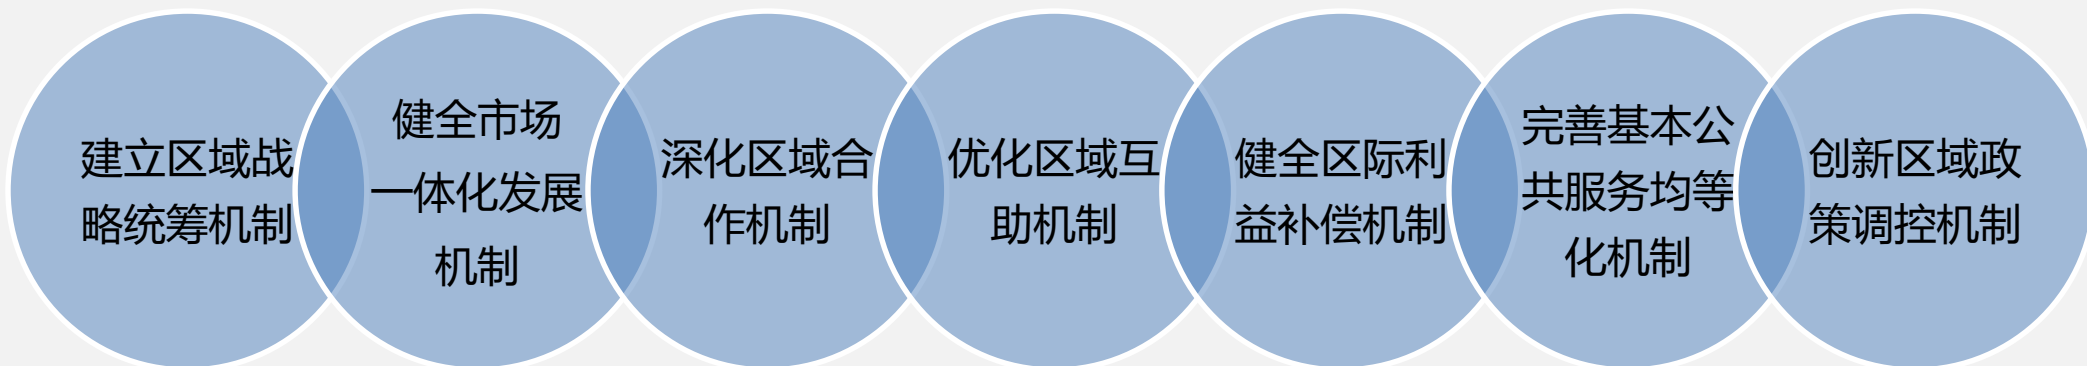 建立区域战
略统筹机制
健全市场
一体化发展
机制
深化区域合
作机制
优化区域互
助机制
健全区际利
益补偿机制
完善基本公
共服务均等
化机制
创新区域政
策调控机制